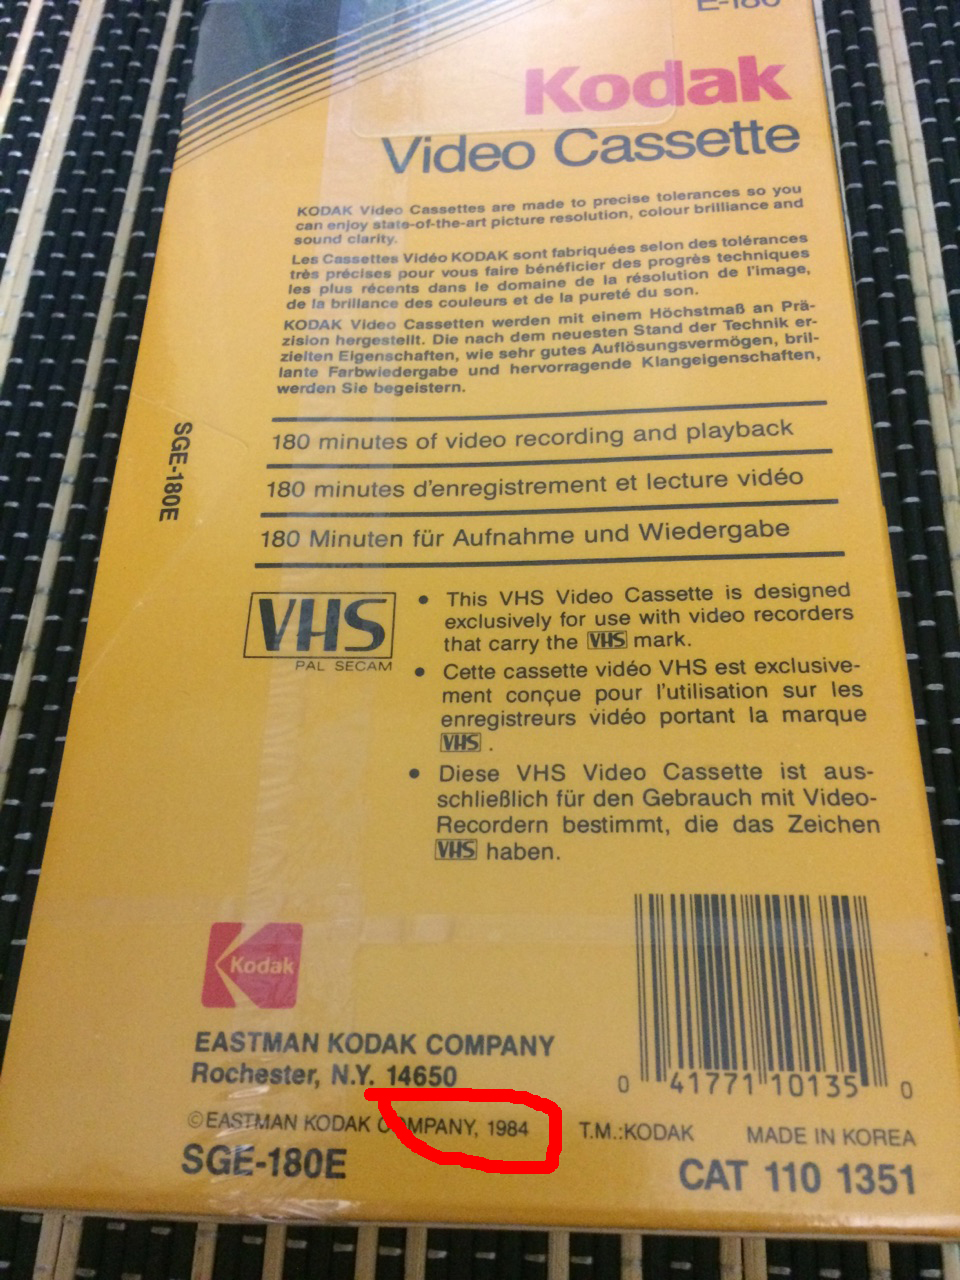 E-180
Kodak
Video Cassette
KODAK Video Cassettes are made to precise tolerances so you
can enjoy state-of-the-art picture resolution, colour brilliance and
sound clarity.
Les Cassettes Vidéo KODAK sont fabriquées selon des tolérances
très précises pour vous faire bénéficier des progrès techniques
les plus récents dans le domaine de la résolution de l'image,
de la brillance des couleurs et de la pureté du son.
KODAK Video Cassetten werden mit einem Höchstmaß an Prä-
zision hergestellt. Die nach dem neuesten Stand der Technik er-
zielten Eigenschaften, wie sehr gutes Auflösungsvermögen, bril-
lante Farbwiedergabe und hervorragende Klangeigenschaften,
werden Sie begeistern.
SGE-180E
180 minutes of video recording and playback
180 minutes d'enregistrement et lecture vidéo
180 Minuten für Aufnahme und Wiedergabe
VHS
PAL SECAM
• This VHS Video Cassette is designed
exclusively for use with video recorders
that carry the VHS mark.
• Cette cassette vidéo VHS est exclusive-
ment conçue pour l'utilisation sur les
enregistreurs vidéo portant la marque
VHS .
• Diese VHS Video Cassette ist aus-
schließlich für den Gebrauch mit Video-
Recordern bestimmt, die das Zeichen
VHS haben.
Kodak
EASTMAN KODAK COMPANY
Rochester, N.Y. 14650
0 41771 10135 0
©EASTMAN KODAK COMPANY, 1984 T.M.:KODAK MADE IN KOREA
SGE-180E CAT 110 1351